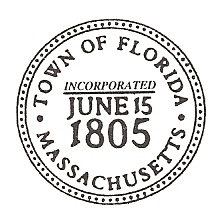 TOWN OF FLORIDA
INCORPORATED
JUNE 15
1805
MASSACHUSETTS